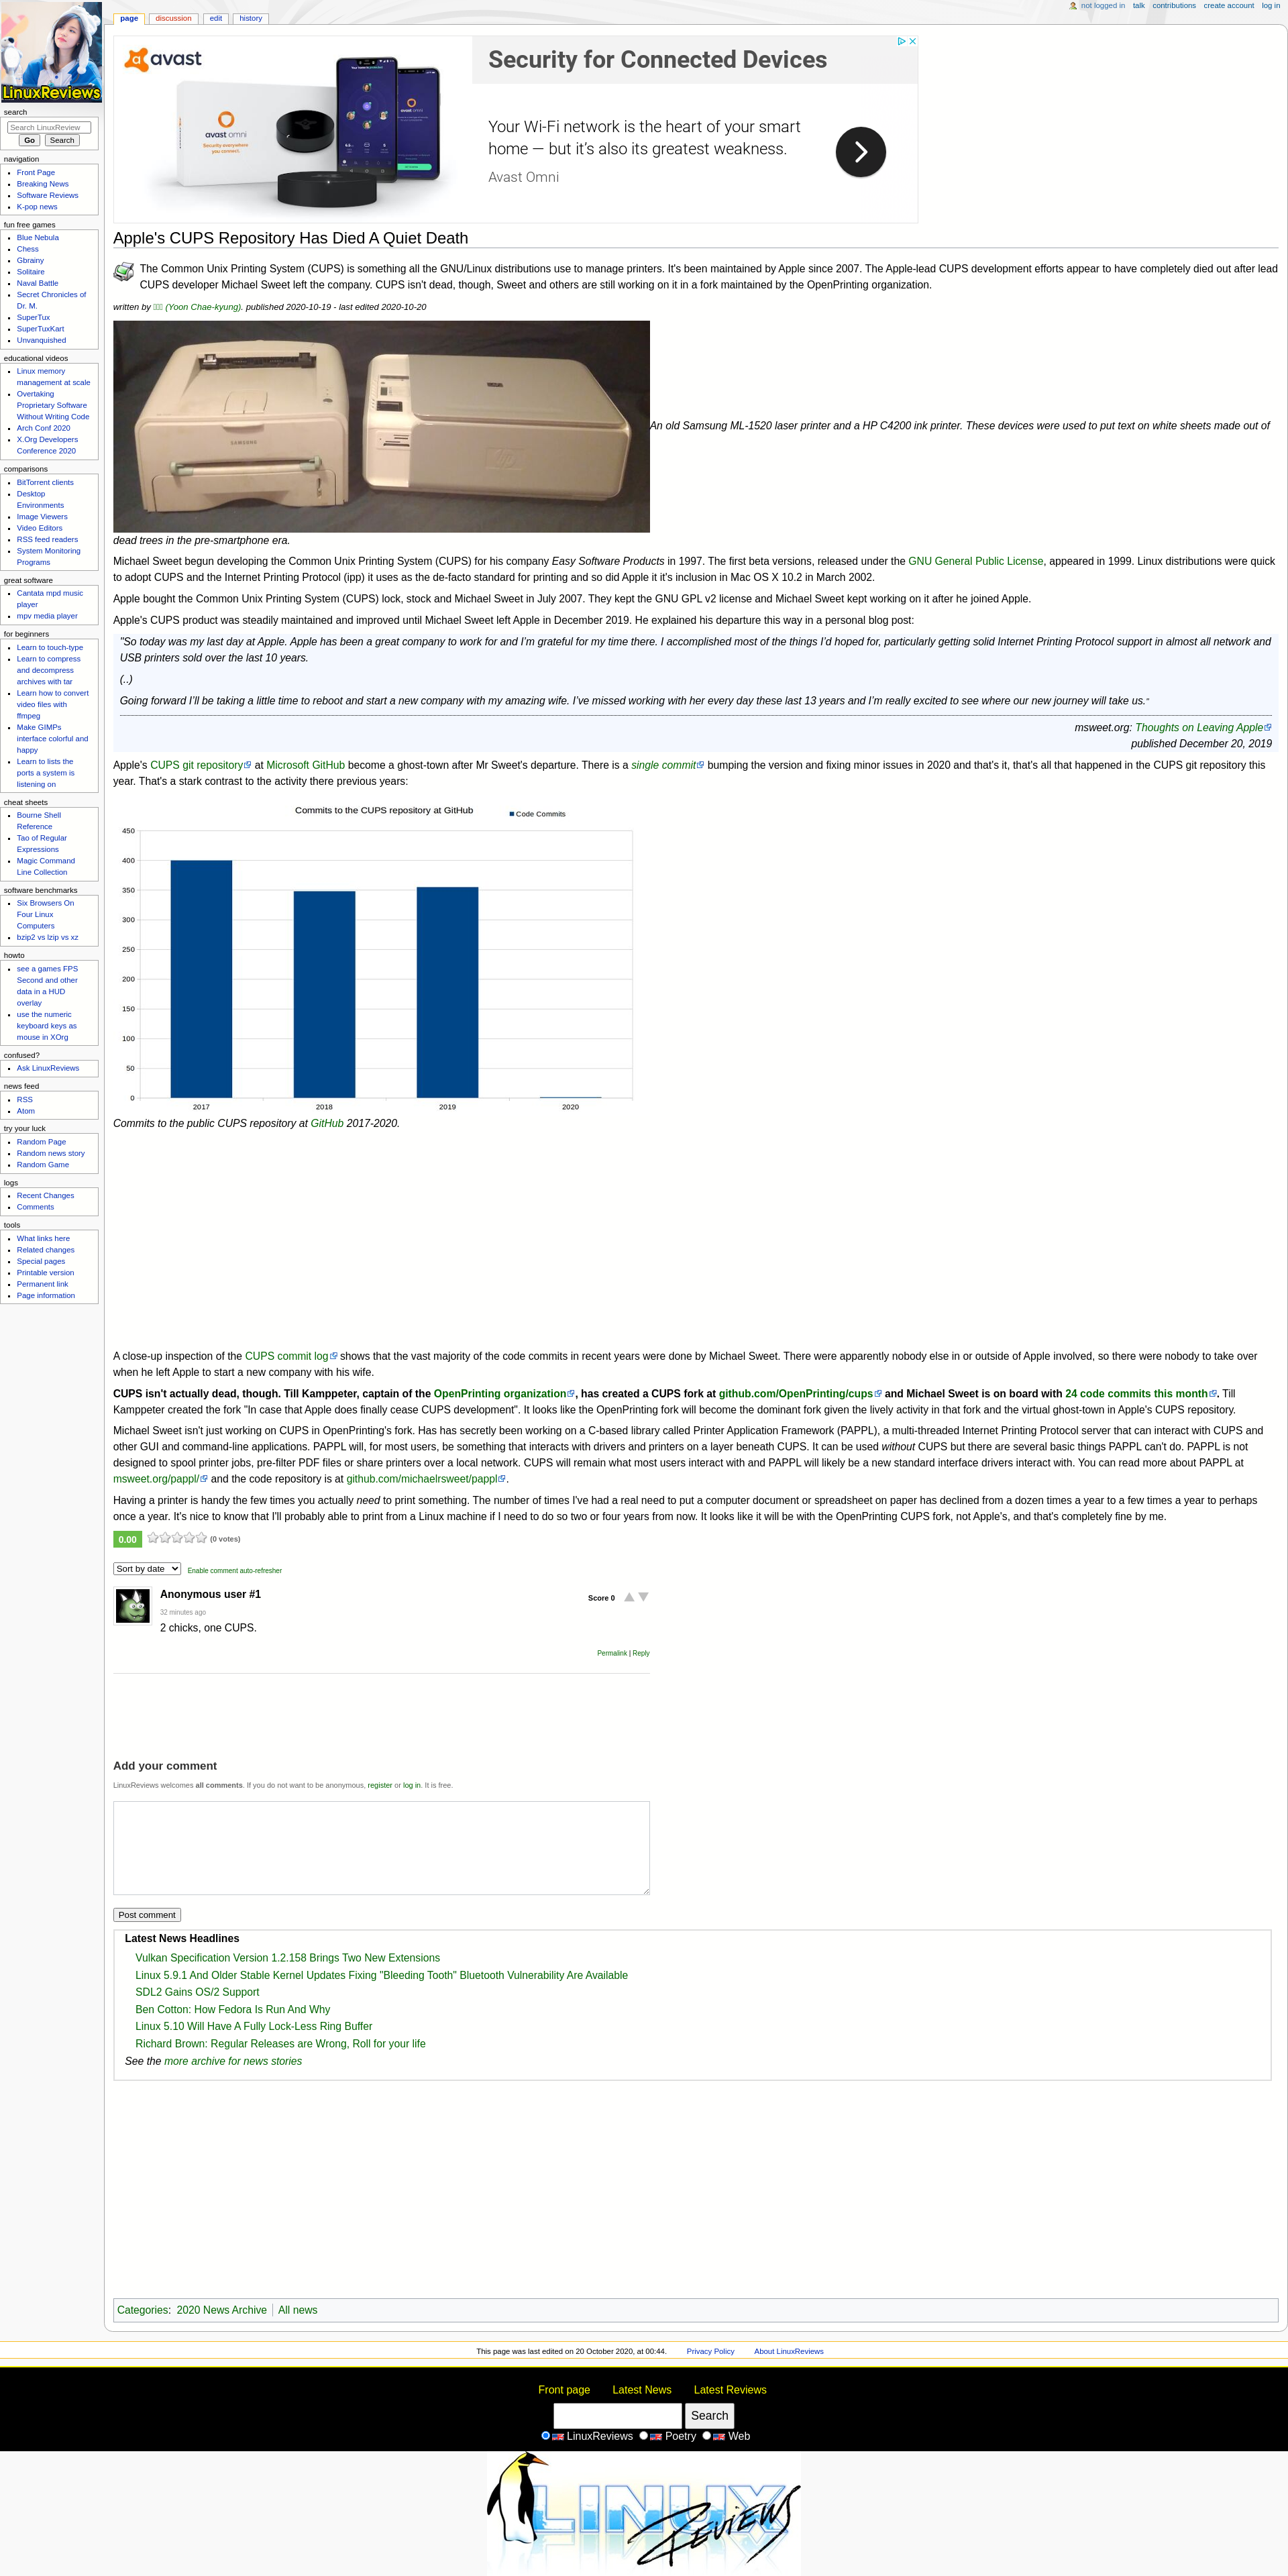 not logged in talk contributions create account log in
page discussion edit history
LinuxReviews
search
Search LinuxReview
Go Search
navigation
Front Page
Breaking News
Software Reviews
K-pop news
fun free games
Blue Nebula
Chess
Gbrainy
Solitaire
Naval Battle
Secret Chronicles of
Dr. M.
SuperTux
SuperTuxKart
Unvanquished
educational videos
Linux memory
management at scale
Overtaking
Proprietary Software
Without Writing Code
Arch Conf 2020
X.Org Developers
Conference 2020
comparisons
BitTorrent clients
Desktop
Environments
Image Viewers
Video Editors
RSS feed readers
System Monitoring
Programs
great software
Cantata mpd music
player
mpv media player
for beginners
Learn to touch-type
Learn to compress
and decompress
archives with tar
Learn how to convert
video files with
ffmpeg
Make GIMPs
interface colorful and
happy
Learn to lists the
ports a system is
listening on
cheat sheets
Bourne Shell
Reference
Tao of Regular
Expressions
Magic Command
Line Collection
software benchmarks
Six Browsers On
Four Linux
Computers
bzip2 vs lzip vs xz
howto
see a games FPS
Second and other
data in a HUD
overlay
use the numeric
keyboard keys as
mouse in XOrg
confused?
Ask LinuxReviews
news feed
RSS
Atom
try your luck
Random Page
Random news story
Random Game
logs
Recent Changes
Comments
tools
What links here
Related changes
Special pages
Printable version
Permanent link
Page information
avast
avast omni
Security for Connected Devices
Your Wi-Fi network is the heart of your smart
home — but it’s also its greatest weakness.
Avast Omni
Apple's CUPS Repository Has Died A Quiet Death
The Common Unix Printing System (CUPS) is something all the GNU/Linux distributions use to manage printers. It's been maintained by Apple since 2007. The Apple-lead CUPS development efforts appear to have completely died out after lead
CUPS developer Michael Sweet left the company. CUPS isn't dead, though, Sweet and others are still working on it in a fork maintained by the OpenPrinting organization.
written by (Yoon Chae-kyung). published 2020-10-19 - last edited 2020-10-20
SAMSUNG
An old Samsung ML-1520 laser printer and a HP C4200 ink printer. These devices were used to put text on white sheets made out of
dead trees in the pre-smartphone era.
Michael Sweet begun developing the Common Unix Printing System (CUPS) for his company Easy Software Products in 1997. The first beta versions, released under the GNU General Public License, appeared in 1999. Linux distributions were quick
to adopt CUPS and the Internet Printing Protocol (ipp) it uses as the de-facto standard for printing and so did Apple it it's inclusion in Mac OS X 10.2 in March 2002.
Apple bought the Common Unix Printing System (CUPS) lock, stock and Michael Sweet in July 2007. They kept the GNU GPL v2 license and Michael Sweet kept working on it after he joined Apple.
Apple's CUPS product was steadily maintained and improved until Michael Sweet left Apple in December 2019. He explained his departure this way in a personal blog post:
"So today was my last day at Apple. Apple has been a great company to work for and I’m grateful for my time there. I accomplished most of the things I’d hoped for, particularly getting solid Internet Printing Protocol support in almost all network and
USB printers sold over the last 10 years.
(..)
Going forward I’ll be taking a little time to reboot and start a new company with my amazing wife. I’ve missed working with her every day these last 13 years and I’m really excited to see where our new journey will take us."
msweet.org: Thoughts on Leaving Apple
published December 20, 2019
Apple's CUPS git repository at Microsoft GitHub become a ghost-town after Mr Sweet's departure. There is a single commit bumping the version and fixing minor issues in 2020 and that's it, that's all that happened in the CUPS git repository this
year. That's a stark contrast to the activity there previous years:
Commits to the CUPS repository at GitHub
Code Commits
450
400
350
300
250
200
150
100
50
0
2017 2018 2019 2020
Commits to the public CUPS repository at GitHub 2017-2020.
A close-up inspection of the CUPS commit log shows that the vast majority of the code commits in recent years were done by Michael Sweet. There were apparently nobody else in or outside of Apple involved, so there were nobody to take over
when he left Apple to start a new company with his wife.
CUPS isn't actually dead, though. Till Kamppeter, captain of the OpenPrinting organization, has created a CUPS fork at github.com/OpenPrinting/cups and Michael Sweet is on board with 24 code commits this month. Till
Kamppeter created the fork "In case that Apple does finally cease CUPS development". It looks like the OpenPrinting fork will become the dominant fork given the lively activity in that fork and the virtual ghost-town in Apple's CUPS repository.
Michael Sweet isn't just working on CUPS in OpenPrinting's fork. Has has secretly been working on a C-based library called Printer Application Framework (PAPPL), a multi-threaded Internet Printing Protocol server that can interact with CUPS and
other GUI and command-line applications. PAPPL will, for most users, be something that interacts with drivers and printers on a layer beneath CUPS. It can be used without CUPS but there are several basic things PAPPL can't do. PAPPL is not
designed to spool printer jobs, pre-filter PDF files or share printers over a local network. CUPS will remain what most users interact with and PAPPL will likely be a new standard interface drivers interact with. You can read more about PAPPL at
msweet.org/pappl/ and the code repository is at github.com/michaelrsweet/pappl.
Having a printer is handy the few times you actually need to print something. The number of times I've had a real need to put a computer document or spreadsheet on paper has declined from a dozen times a year to a few times a year to perhaps
once a year. It's nice to know that I'll probably able to print from a Linux machine if I need to do so two or four years from now. It looks like it will be with the OpenPrinting CUPS fork, not Apple's, and that's completely fine by me.
0.00 (0 votes)
Sort by date Enable comment auto-refresher
Anonymous user #1 Score 0
32 minutes ago
2 chicks, one CUPS.
Permalink | Reply
Add your comment
LinuxReviews welcomes all comments. If you do not want to be anonymous, register or log in. It is free.
Post comment
Latest News Headlines
Vulkan Specification Version 1.2.158 Brings Two New Extensions
Linux 5.9.1 And Older Stable Kernel Updates Fixing "Bleeding Tooth" Bluetooth Vulnerability Are Available
SDL2 Gains OS/2 Support
Ben Cotton: How Fedora Is Run And Why
Linux 5.10 Will Have A Fully Lock-Less Ring Buffer
Richard Brown: Regular Releases are Wrong, Roll for your life
See the more archive for news stories
Categories: 2020 News Archive All news
This page was last edited on 20 October 2020, at 00:44. Privacy Policy About LinuxReviews
Front page Latest News Latest Reviews
Search
LinuxReviews Poetry Web
LINUX
Reviews